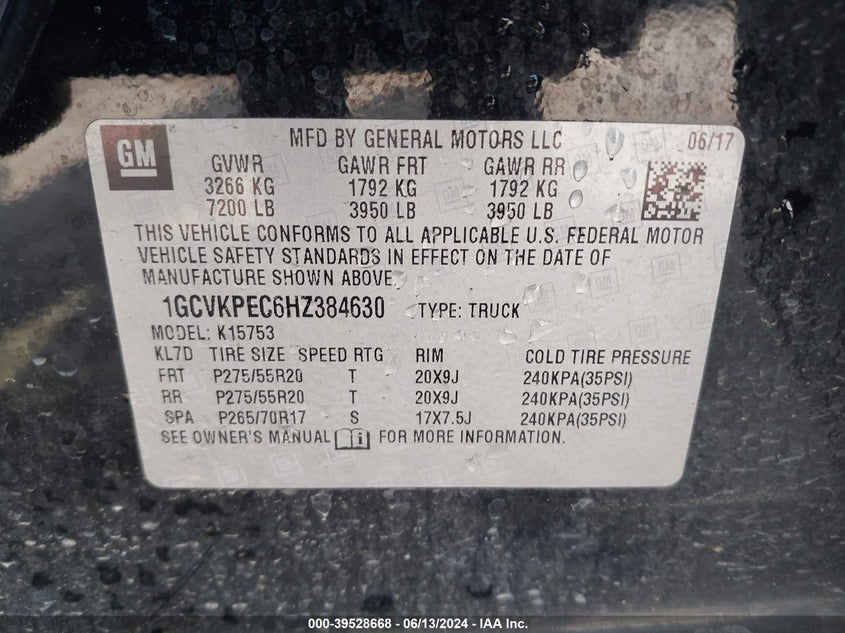 GM
MFD BY GENERAL MOTORS LLC 06/17
GVWR GAWR FRT GAWR RR
3266 KG 1792 KG 1792 KG
7200 LB 3950 LB 3950 LB
THIS VEHICLE CONFORMS TO ALL APPLICABLE U.S. FEDERAL MOTOR
VEHICLE SAFETY STANDARDS IN EFFECT ON THE DATE OF
MANUFACTURE SHOWN ABOVE.
1GCVKPEC6HZ384630 TYPE: TRUCK
MODEL: K15753
KL7D TIRE SIZE SPEED RTG RIM COLD TIRE PRESSURE
FRT P275/55R20 T 20X9J 240KPA(35PSI)
RR P275/55R20 T 20X9J 240KPA(35PSI)
SPA P265/70R17 S 17X7.5J 240KPA(35PSI)
SEE OWNER'S MANUAL FOR MORE INFORMATION.
000-39528668 - 06/13/2024 - IAA Inc.